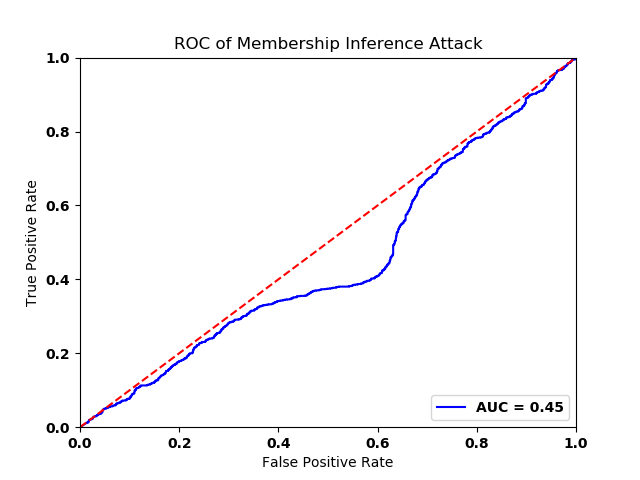 ROC of Membership Inference Attack
1.0
0.8
0.6
0.4
0.2
0.0
True Positive Rate
AUC = 0.45
0.0 0.2 0.4 0.6 0.8 1.0
False Positive Rate